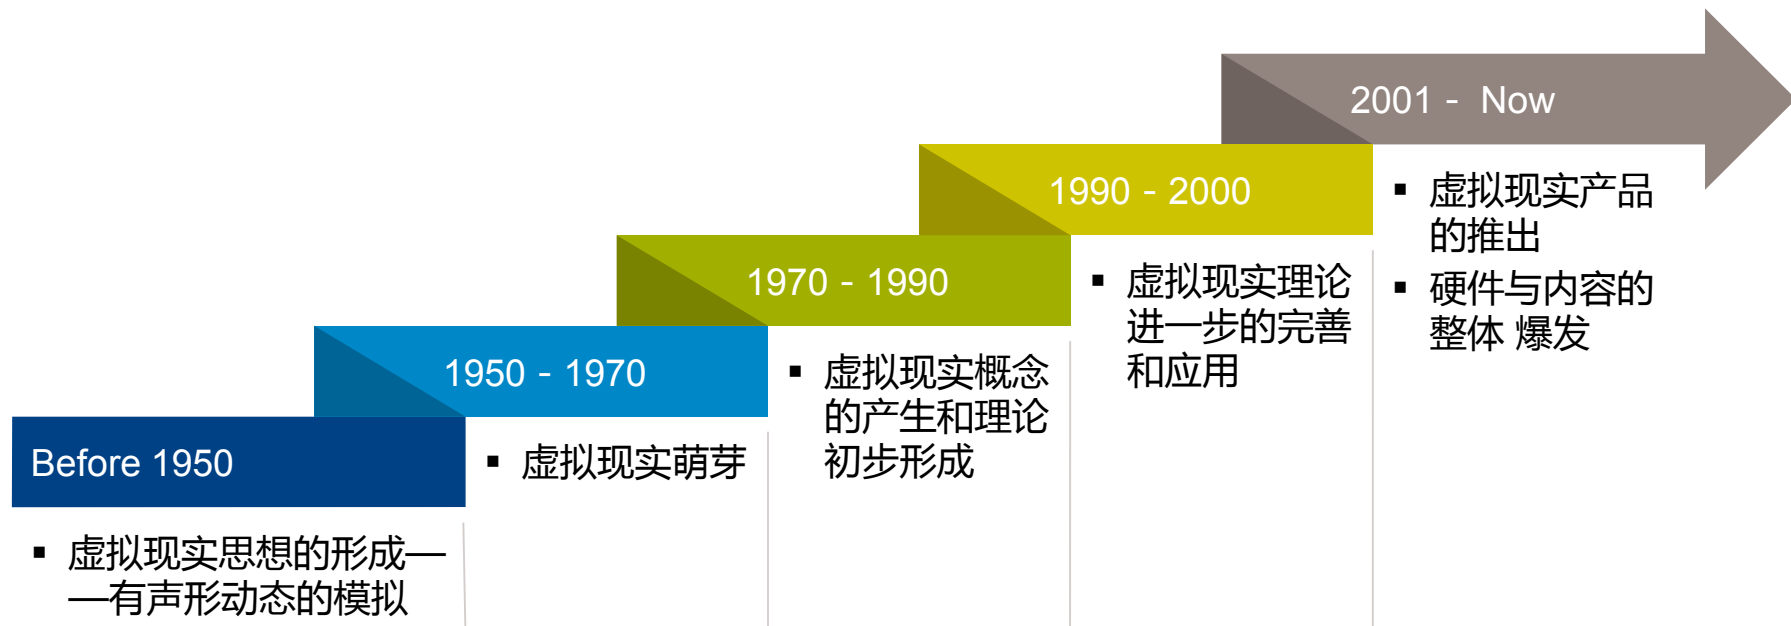 Before 1950
▪ 虚拟现实思想的形成—
—有声形动态的模拟
1950 - 1970
▪ 虚拟现实萌芽
1970 - 1990
▪ 虚拟现实概念
的产生和理论
初步形成
1990 - 2000
▪ 虚拟现实理论
进一步的完善
和应用
2001 - Now
▪ 虚拟现实产品
的推出
▪ 硬件与内容的
整体 爆发